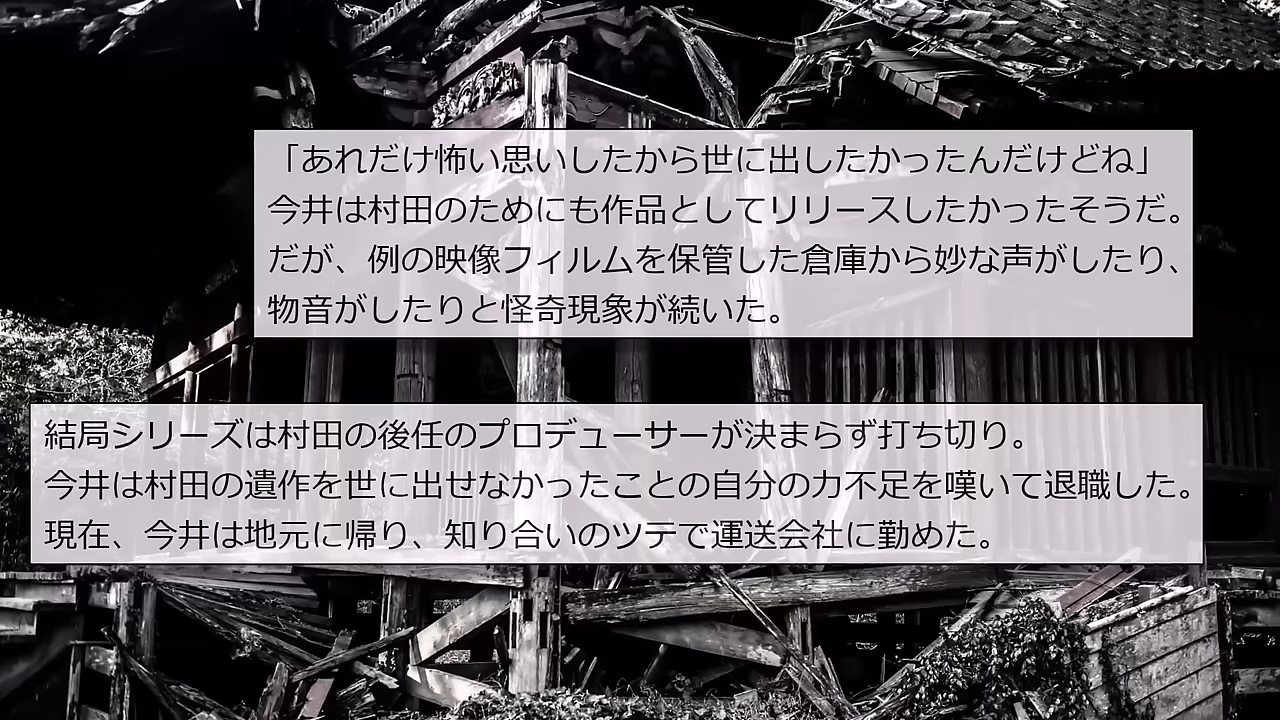 「あれだけ怖い思いしたから世に出したかったんだけどね」
今井は村田のためにも作品としてリリースしたかったそうだ。
だが、例の映像フィルムを保管した倉庫から妙な声がしたり、
物音がしたりと怪奇現象が続いた。
結局シリーズは村田の後任のプロデューサーが決まらず打ち切り。
今井は村田の遺作を世に出せなかったことの自分の力不足を嘆いて退職した。
現在、今井は地元に帰り、知り合いのツテで運送会社に勤めた。